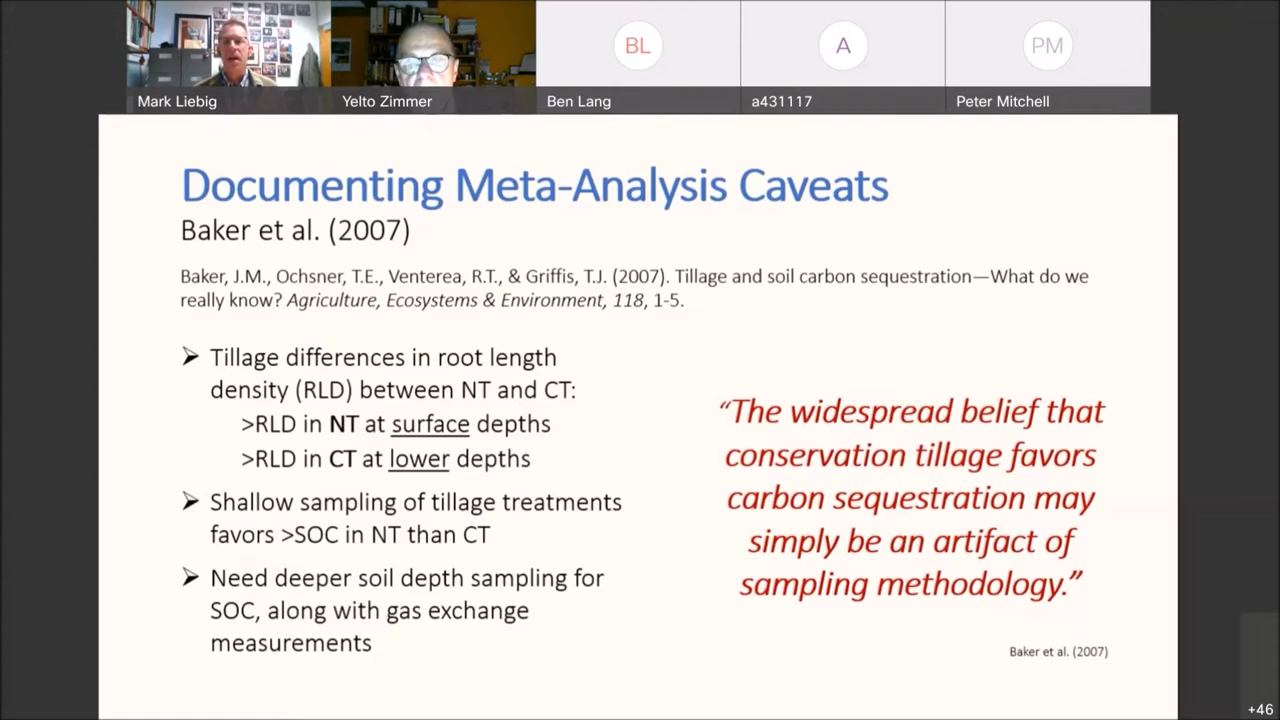 BL
A
PM
Mark Liebig
Yelto Zimmer
Ben Lang
a431117
Peter Mitchell
Documenting Meta-Analysis Caveats
Baker et al. (2007)
Baker, J.M., Ochsner, T.E., Venterea, R.T., & Griffis, T.J. (2007). Tillage and soil carbon sequestration—What do we
really know? Agriculture, Ecosystems & Environment, 118, 1-5.
➢ Tillage differences in root length
density (RLD) between NT and CT:
>RLD in NT at surface depths
>RLD in CT at lower depths
➢ Shallow sampling of tillage treatments
favors >SOC in NT than CT
➢ Need deeper soil depth sampling for
SOC, along with gas exchange
measurements
“The widespread belief that
conservation tillage favors
carbon sequestration may
simply be an artifact of
sampling methodology.”
Baker et al. (2007)
+46